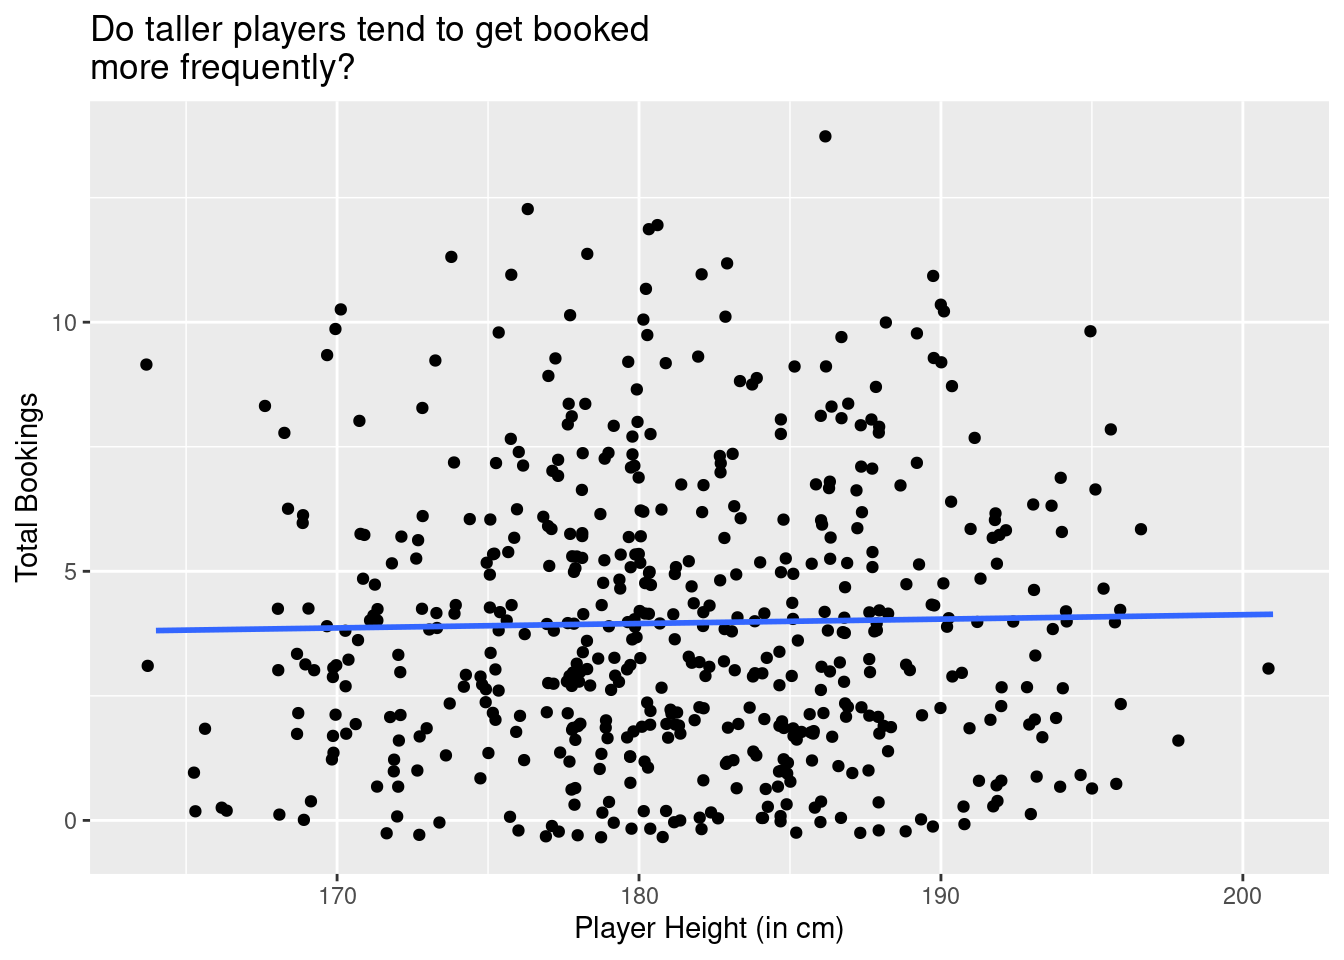 Do taller players tend to get booked
more frequently?
Total Bookings
10
5
0
170
180
190
200
Player Height (in cm)